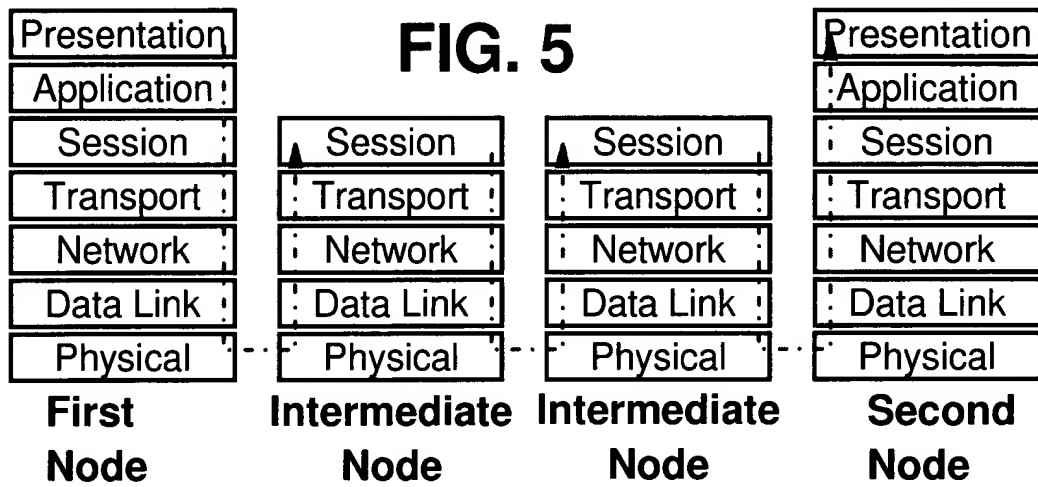 FIG. 5
Presentation
Application
Session
Transport
Network
Data Link
Physical
First
Node
Session
Transport
Network
Data Link
Physical
Intermediate
Node
Session
Transport
Network
Data Link
Physical
Intermediate
Node
Presentation
Application
Session
Transport
Network
Data Link
Physical
Second
Node